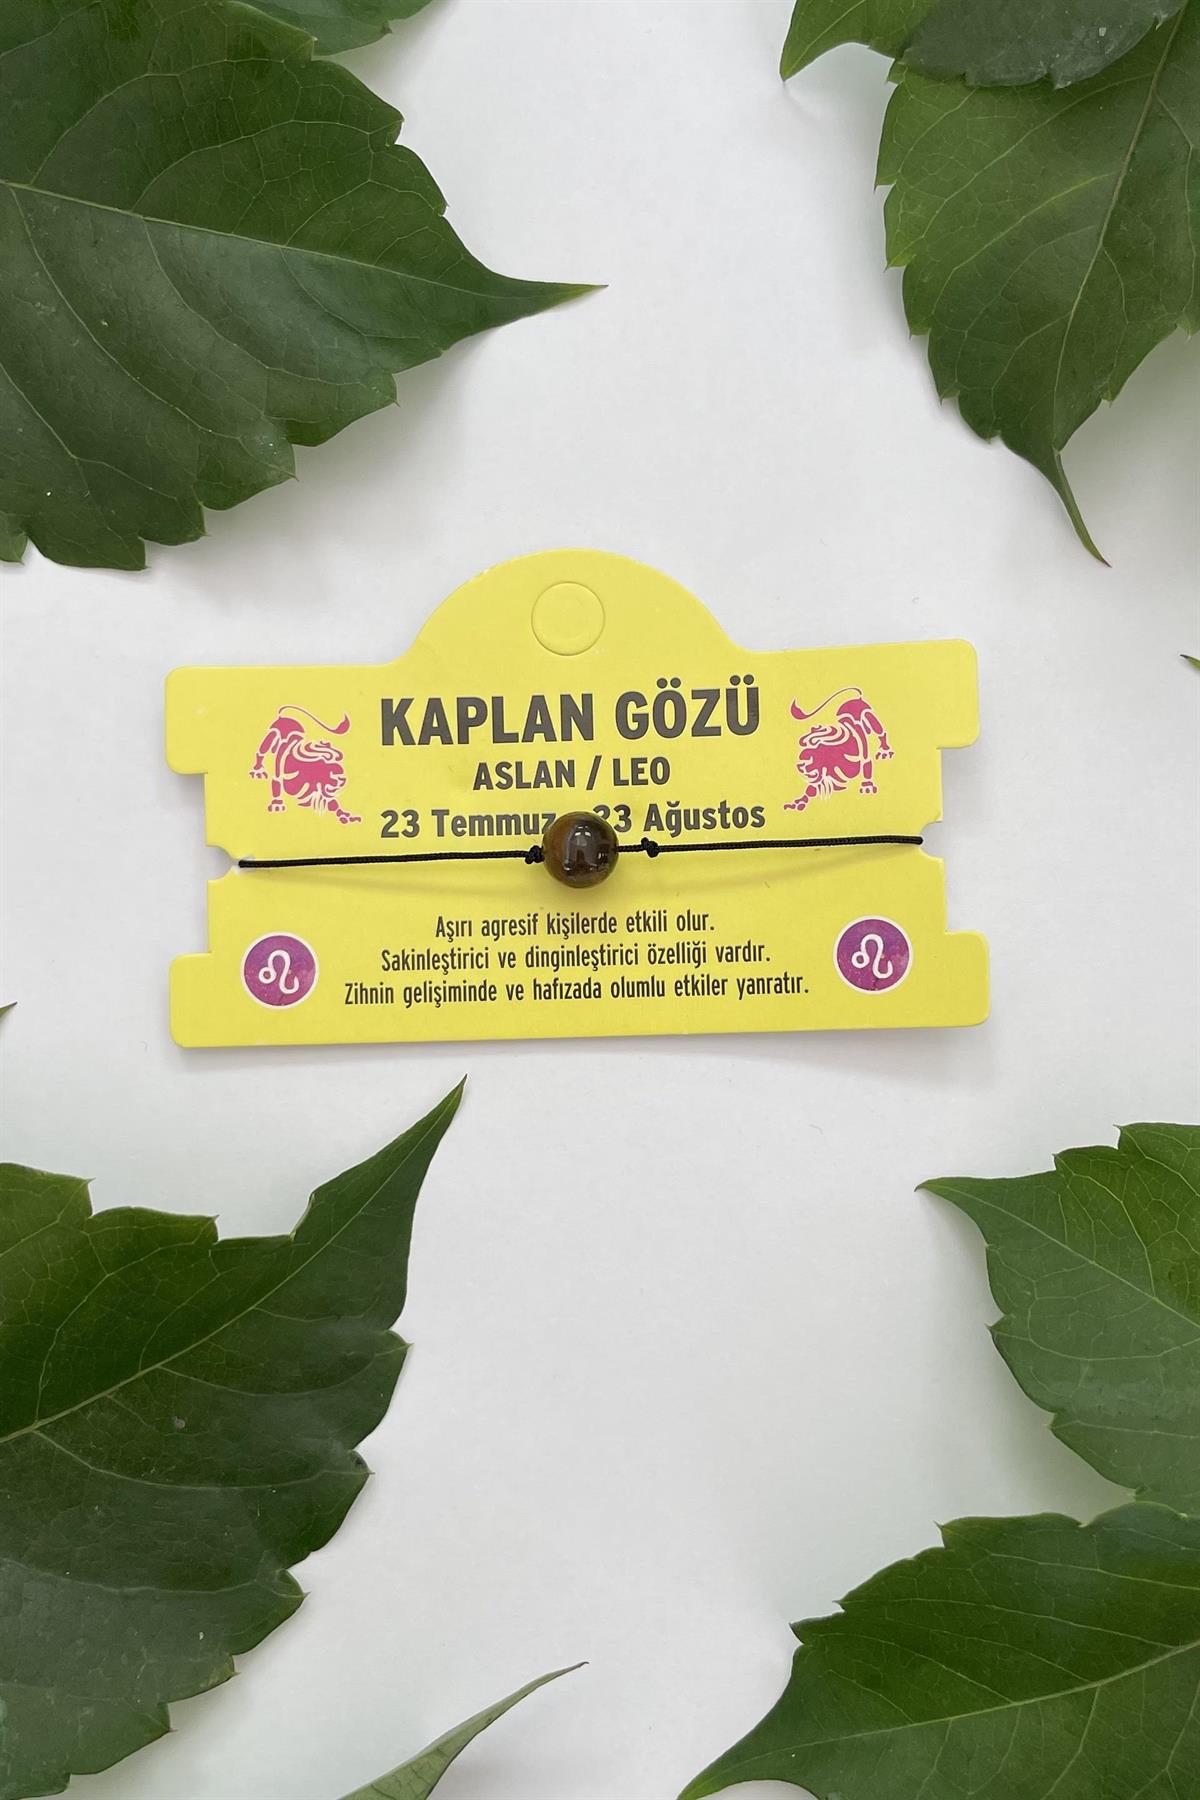 KAPLAN GÖZÜ
ASLAN / LEO
23 Temmuz 23 Ağustos
Aşırı agresif kişilerde etkili olur.
Sakinleştirici ve dinginleştirici özelliği vardır.
Zihnin gelişiminde ve hafızada olumlu etkiler yanratır.